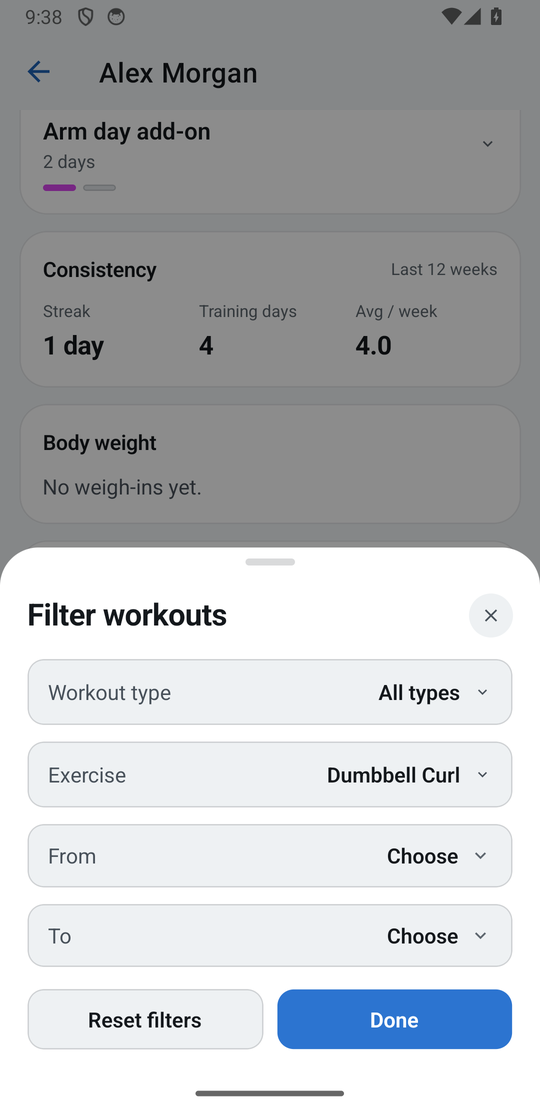 9:38
Alex Morgan
Arm day add-on
2 days
Consistency
Last 12 weeks
Streak
Training days
Avg / week
1 day
4
4.0
Body weight
No weigh-ins yet.
Filter workouts
Workout type
All types
Exercise
Dumbbell Curl
From
Choose
To
Choose
Reset filters
Done